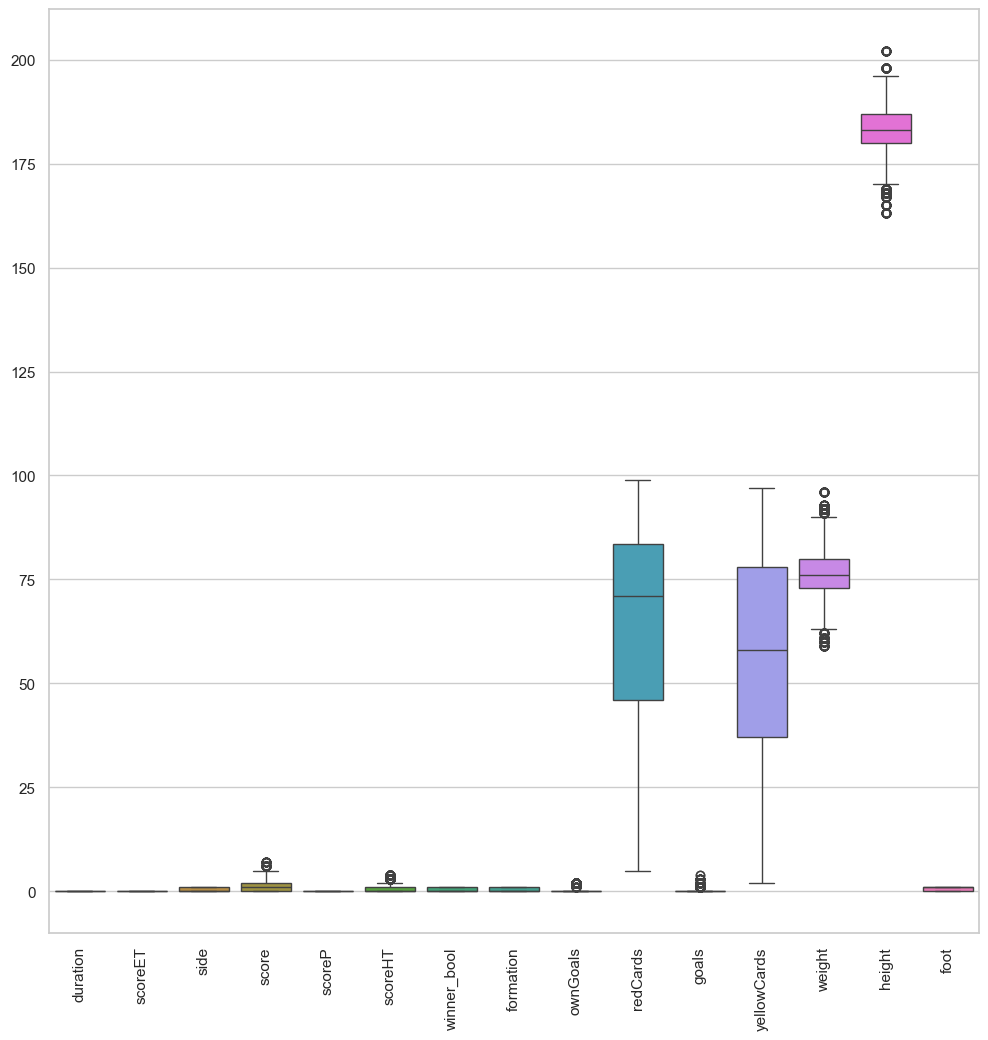 200
175
150
125
100
75
50
25
0
duration
scoreET
side
score
scoreP
scoreHT
winner_bool
formation
ownGoals
redCards
goals
yellowCards
weight
height
foot